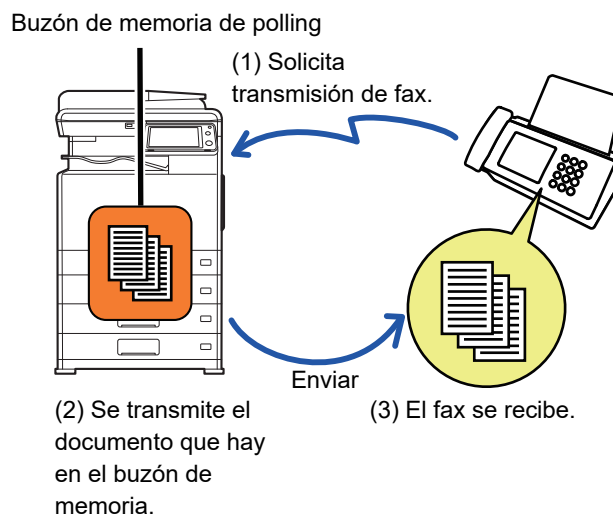 Buzón de memoria de polling
(1) Solicita
transmisión de fax.
Enviar
(2) Se transmite el
documento que hay
en el buzón de
memoria.
(3) El fax se recibe.